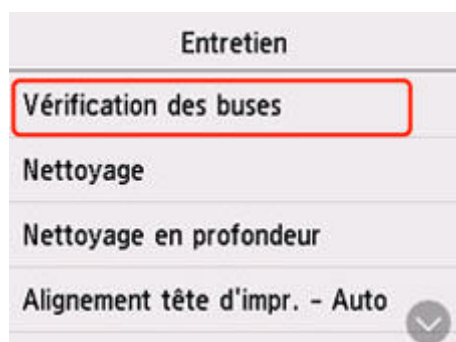 Entretien
Vérification des buses
Nettoyage
Nettoyage en profondeur
Alignement tête d'impr. - Auto